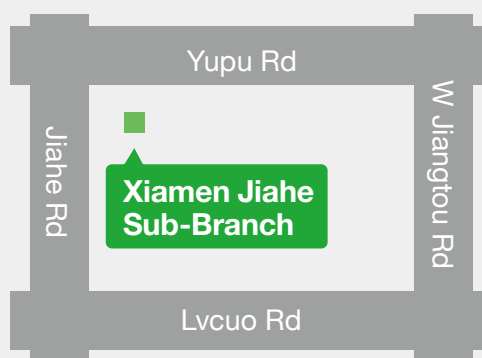 Yupu Rd
Jiahe Rd
W Jiangtou Rd
Xiamen Jiahe
Sub-Branch
Lvcuo Rd